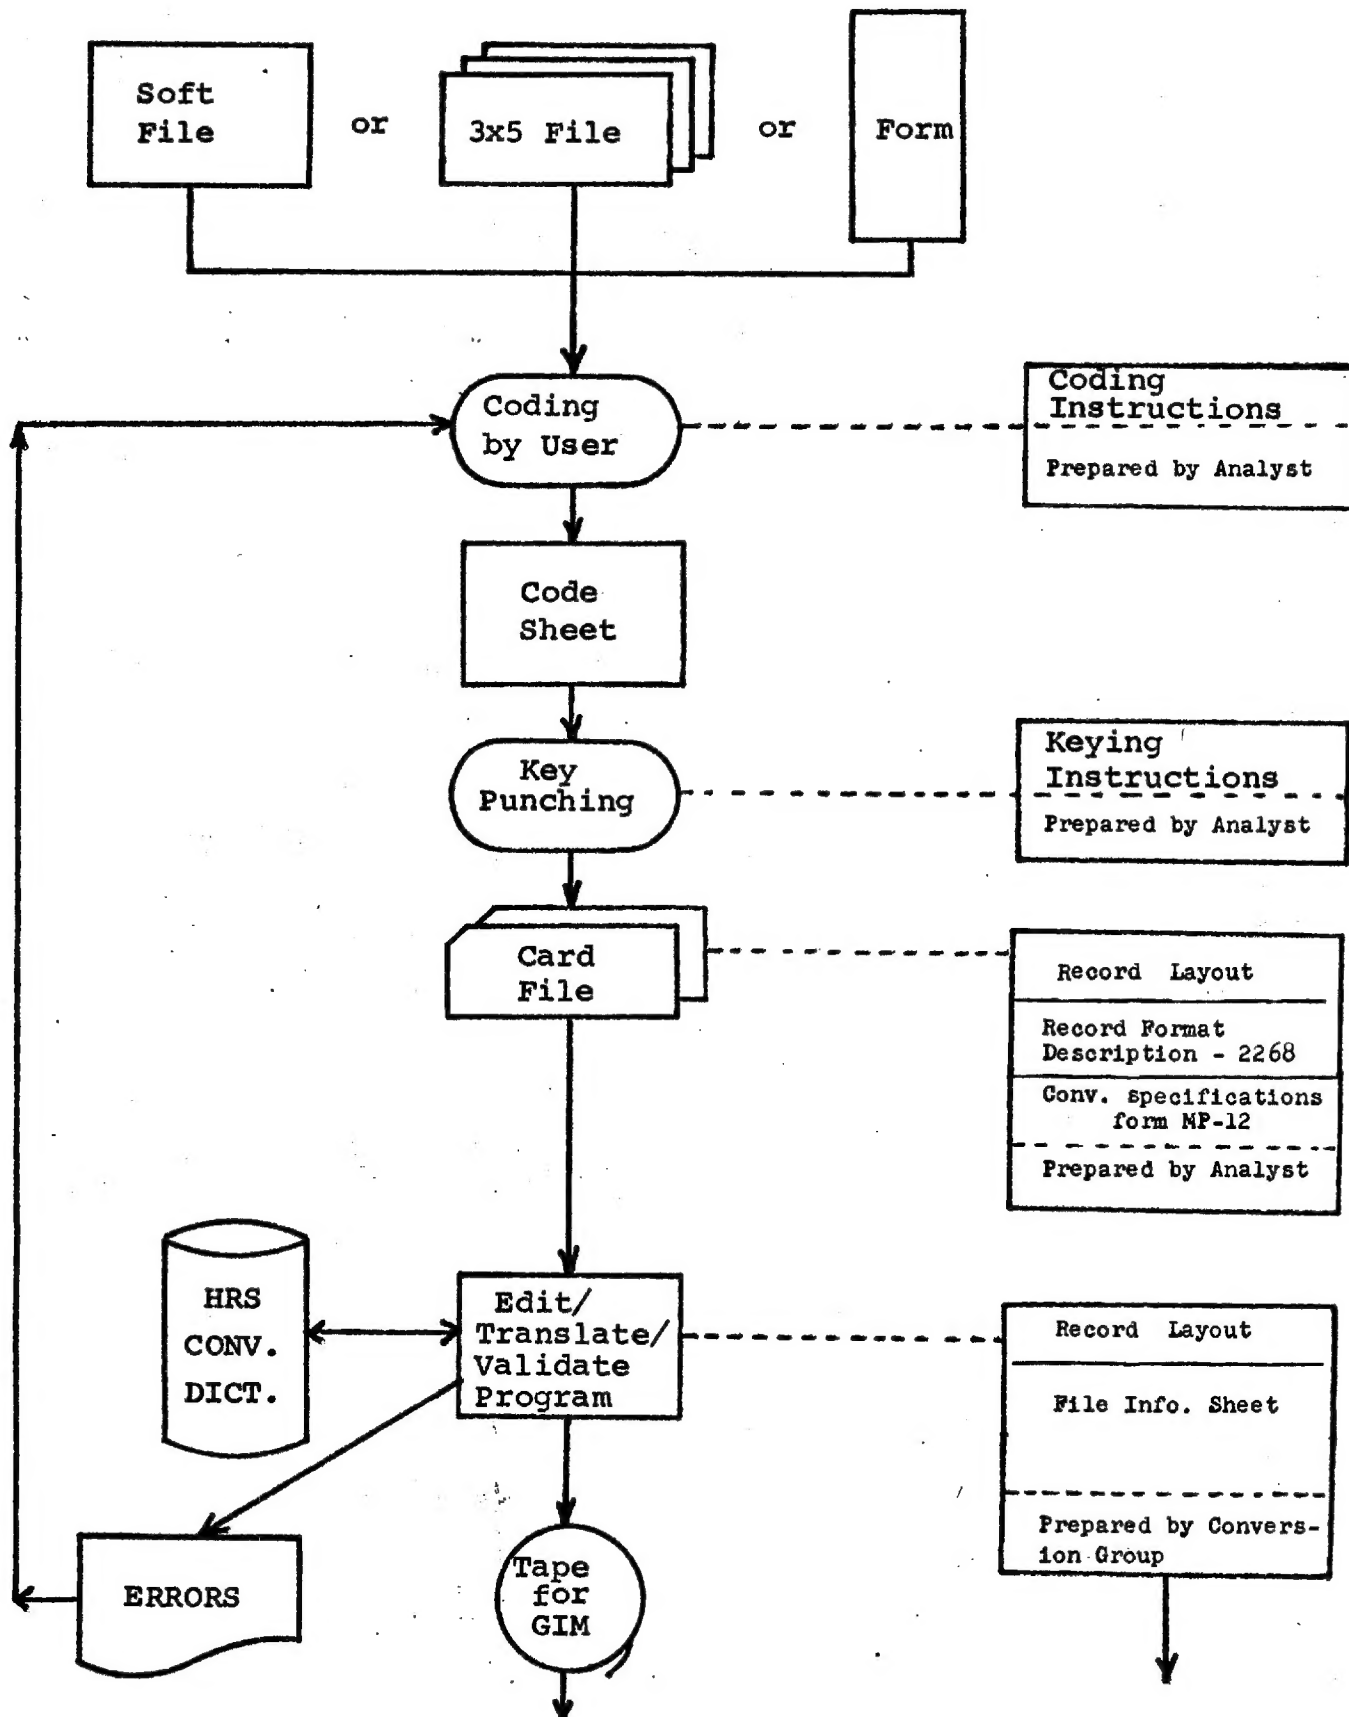 Soft
File
or
3x5 File
or
Form
Coding
by User
Coding
Instructions
Prepared by Analyst
Code
Sheet
Key
Punching
Keying
Instructions
Prepared by Analyst
Card
File
Record Layout
Record Format
Description - 2268
Conv. specifications
form MP-12
Prepared by Analyst
HRS
CONV.
DICT.
Edit/
Translate/
Validate
Program
Record Layout
File Info. Sheet
Prepared by Convers-
ion Group
ERRORS
Tape
for
GIM